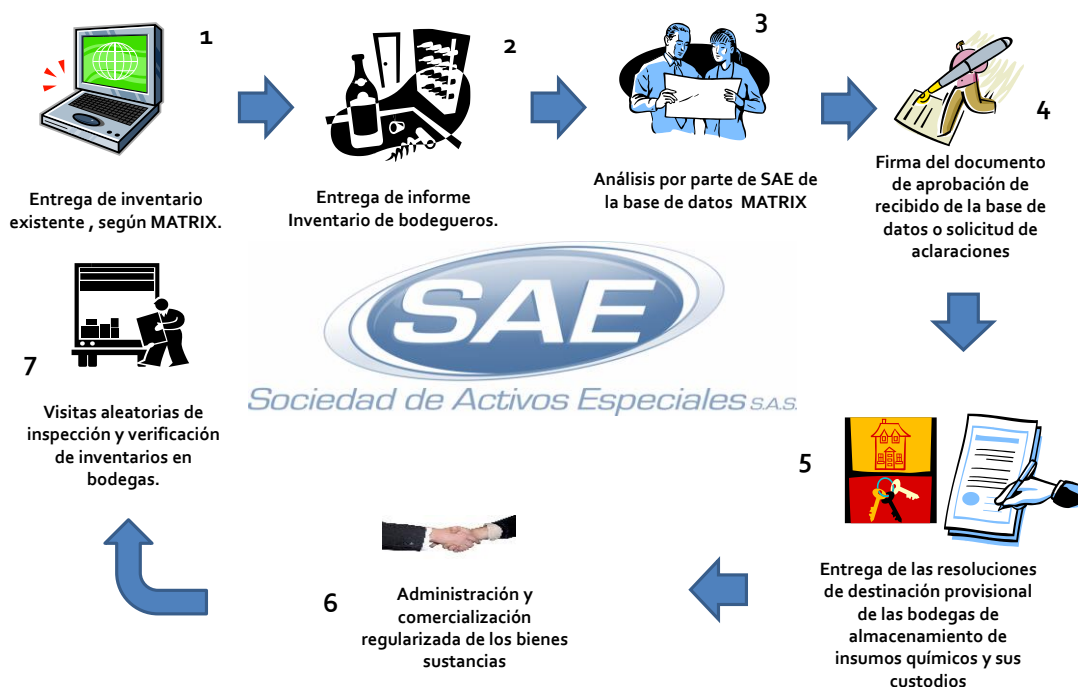 1
Entrega de inventario
existente , según MATRIX.
2
Entrega de informe
Inventario de bodegueros.
3
Análisis por parte de SAE de
la base de datos MATRIX
4
Firma del documento
de aprobación de
recibido de la base de
datos o solicitud de
aclaraciones
SAE
Sociedad de Activos Especiales S.A.S.
5
Entrega de las resoluciones
de destinación provisional
de las bodegas de
almacenamiento de
insumos químicos y sus
custodios
6
Administración y
comercialización
regularizada de los bienes
sustancias
7
Visitas aleatorias de
inspección y verificación
de inventarios en
bodegas.